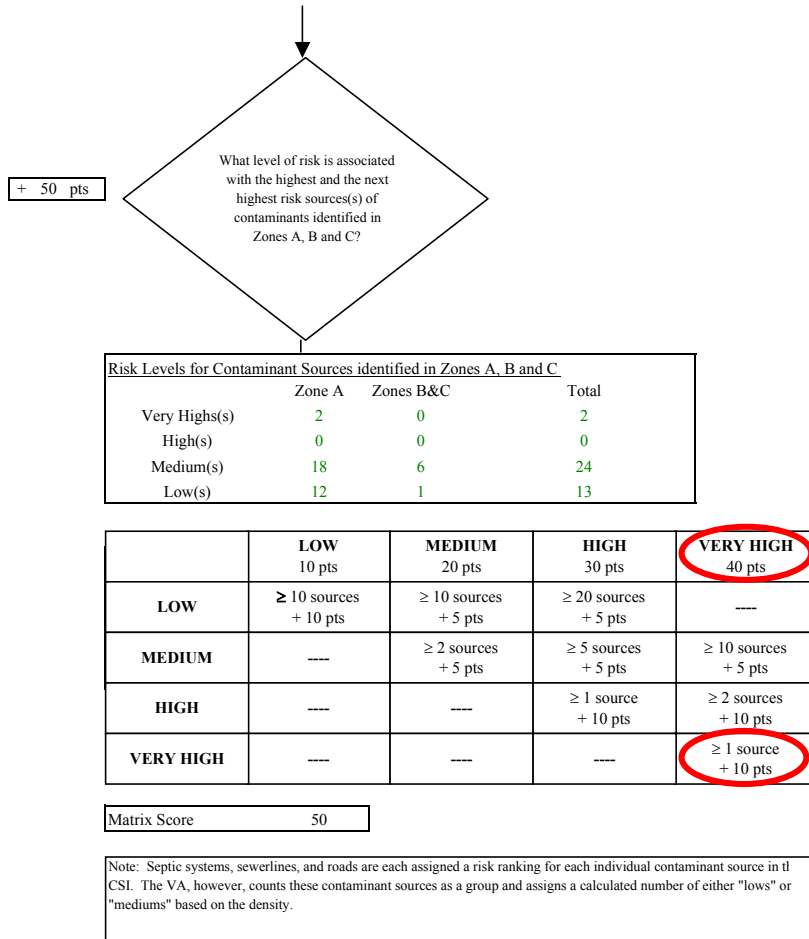 What level of risk is associated
with the highest and the next
highest risk sources(s) of
contaminants identified in
Zones A, B and C?
+ 50 pts
Risk Levels for Contaminant Sources identified in Zones A, B and C
Zone A Zones B&C Total
Very Highs(s) 2 0 2
High(s) 0 0 0
Medium(s) 18 6 24
Low(s) 12 1 13
LOW MEDIUM HIGH VERY HIGH
10 pts 20 pts 30 pts 40 pts
LOW ≥ 10 sources ≥ 10 sources ≥ 20 sources ----
+ 10 pts + 5 pts + 5 pts
MEDIUM ---- ≥ 2 sources ≥ 5 sources ≥ 10 sources
+ 5 pts + 5 pts + 5 pts
HIGH ---- ---- ≥ 1 source ≥ 2 sources
+ 10 pts + 10 pts
VERY HIGH ---- ---- ---- ≥ 1 source
+ 10 pts
Matrix Score 50
Note: Septic systems, sewerlines, and roads are each assigned a risk ranking for each individual contaminant source in
CSI. The VA, however, counts these contaminant sources as a group and assigns a calculated number of either "lows" or
"mediums" based on the density.